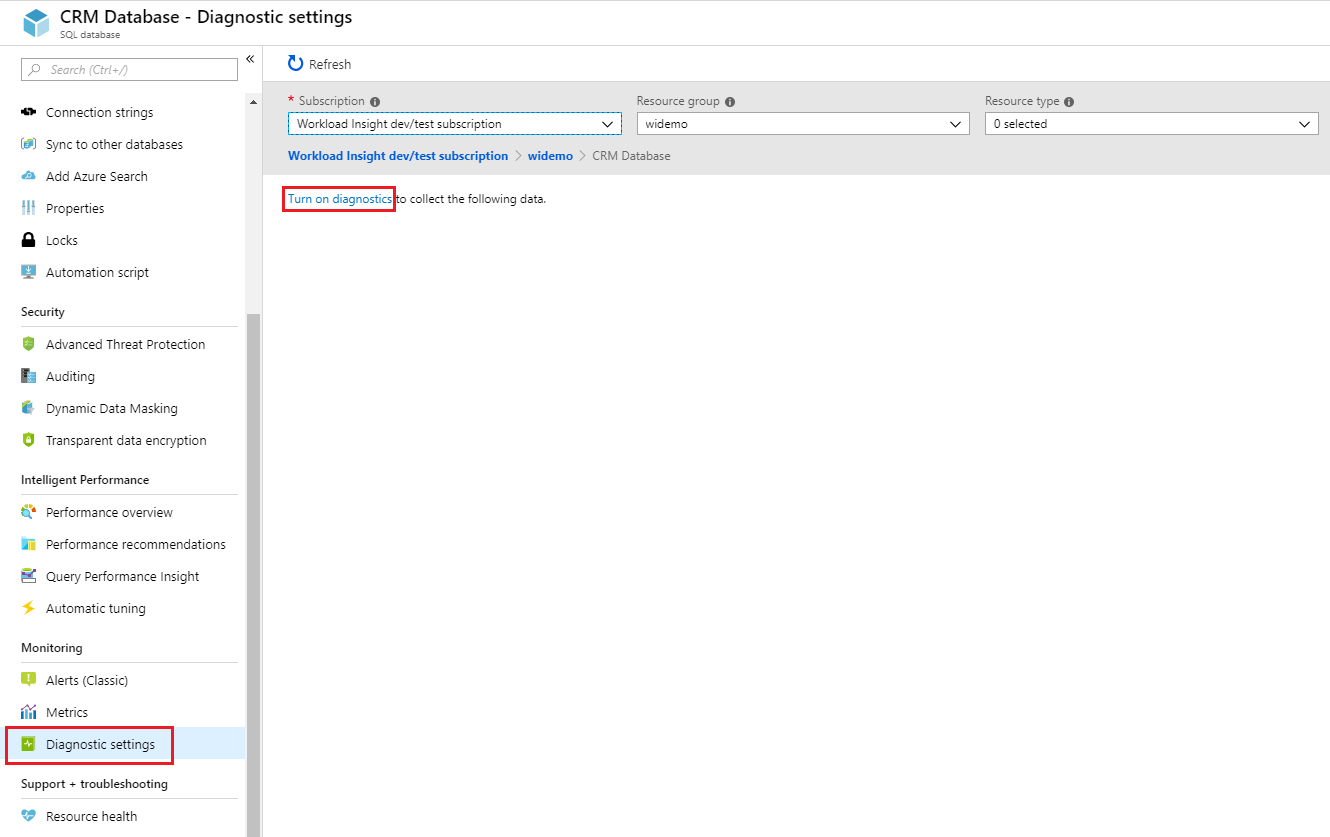 CRM Database - Diagnostic settings
SQL database
Search (Ctrl+/)
«
Connection strings
Sync to other databases
Add Azure Search
Properties
Locks
Automation script
Security
Advanced Threat Protection
Auditing
Dynamic Data Masking
Transparent data encryption
Intelligent Performance
Performance overview
Performance recommendations
Query Performance Insight
Automatic tuning
Monitoring
Alerts (Classic)
Metrics
Diagnostic settings
Support + troubleshooting
Resource health
Refresh
* Subscription
Workload Insight dev/test subscription
Resource group
widemo
Resource type
0 selected
Workload Insight dev/test subscription > widemo > CRM Database
Turn on diagnostics to collect the following data.